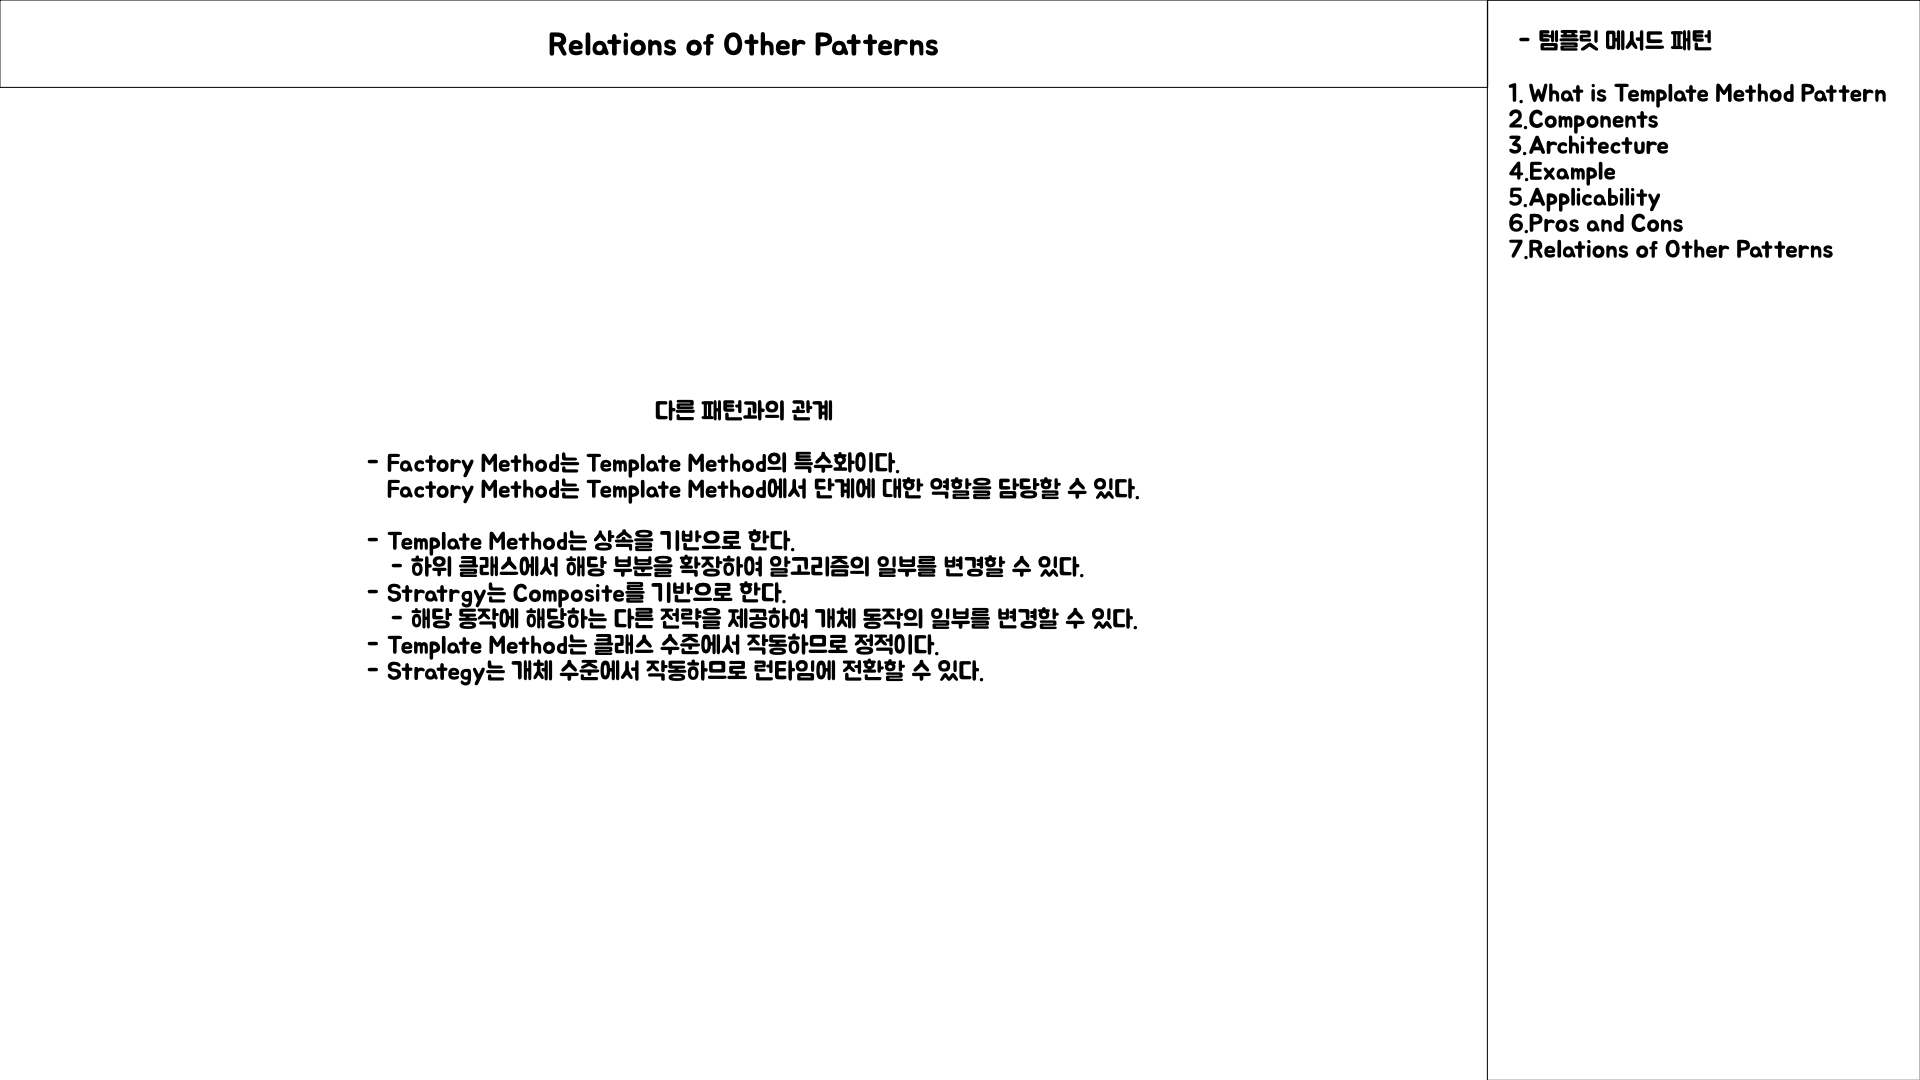 Relations of Other Patterns
다른 패턴과의 관계
- Factory Method는 Template Method의 특수화이다.
Factory Method는 Template Method에서 단계에 대한 역할을 담당할 수 있다.
- Template Method는 상속을 기반으로 한다.
- 하위 클래스에서 해당 부분을 확장하여 알고리즘의 일부를 변경할 수 있다.
- Stratrgy는 Composite를 기반으로 한다.
- 해당 동작에 해당하는 다른 전략을 제공하여 개체 동작의 일부를 변경할 수 있다.
- Template Method는 클래스 수준에서 작동하므로 정적이다.
- Strategy는 개체 수준에서 작동하므로 런타임에 전환할 수 있다.
- 템플릿 메서드 패턴
1. What is Template Method Pattern
2.Components
3.Architecture
4.Example
5.Applicability
6.Pros and Cons
7.Relations of Other Patterns